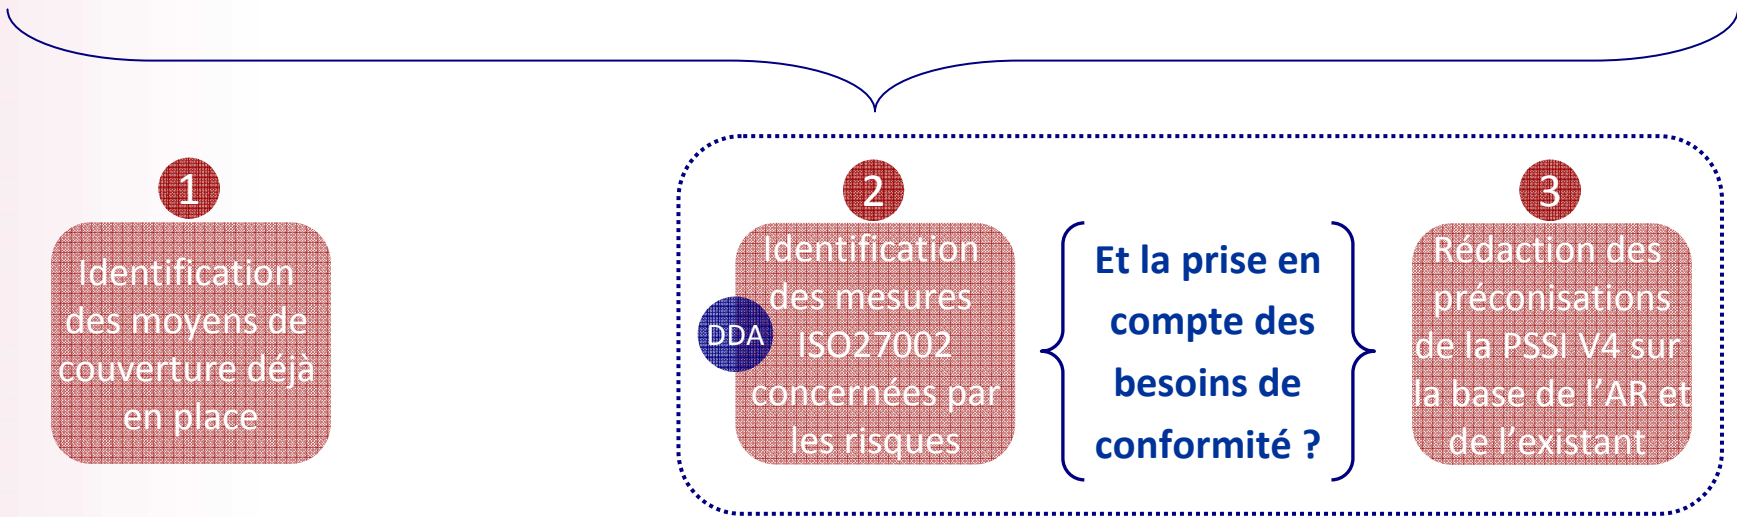 1
Identification
des moyens de
couverture déjà
en place
2
Identification
des mesures
ISO27002
concernées par
les risques
DDA
Et la prise en
compte des
besoins de
conformité ?
3
Rédaction des
préconisations
de la PSSI V4 sur
la base de l’AR et
de l’existant